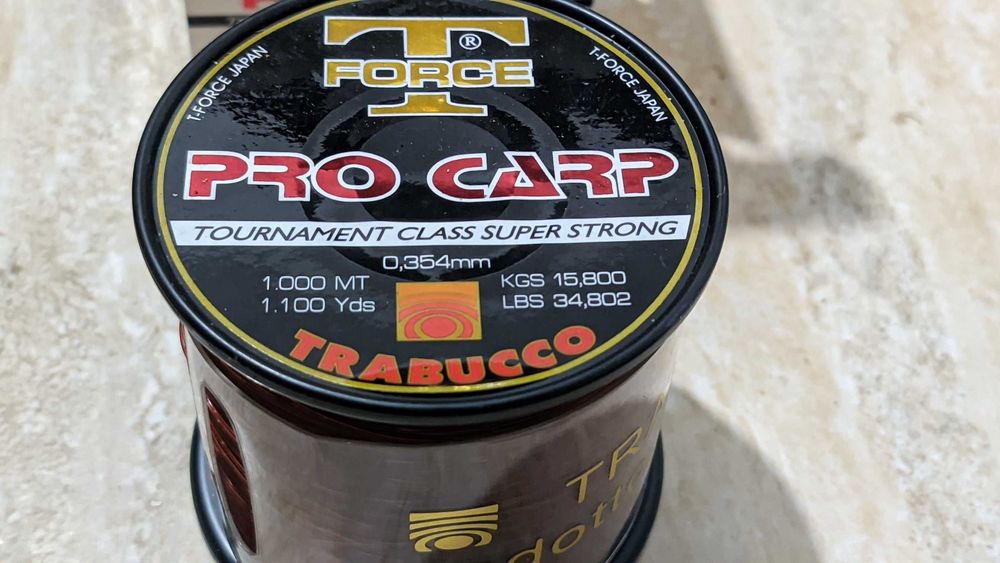 T®
FORCE
T-FORCE JAPAN
T-FORCE JAPAN
PRO CARP
TOURNAMENT CLASS SUPER STRONG
0,354mm
1.000 MT
1.100 Yds
KGS 15,800
LBS 34,802
TRABUCCO